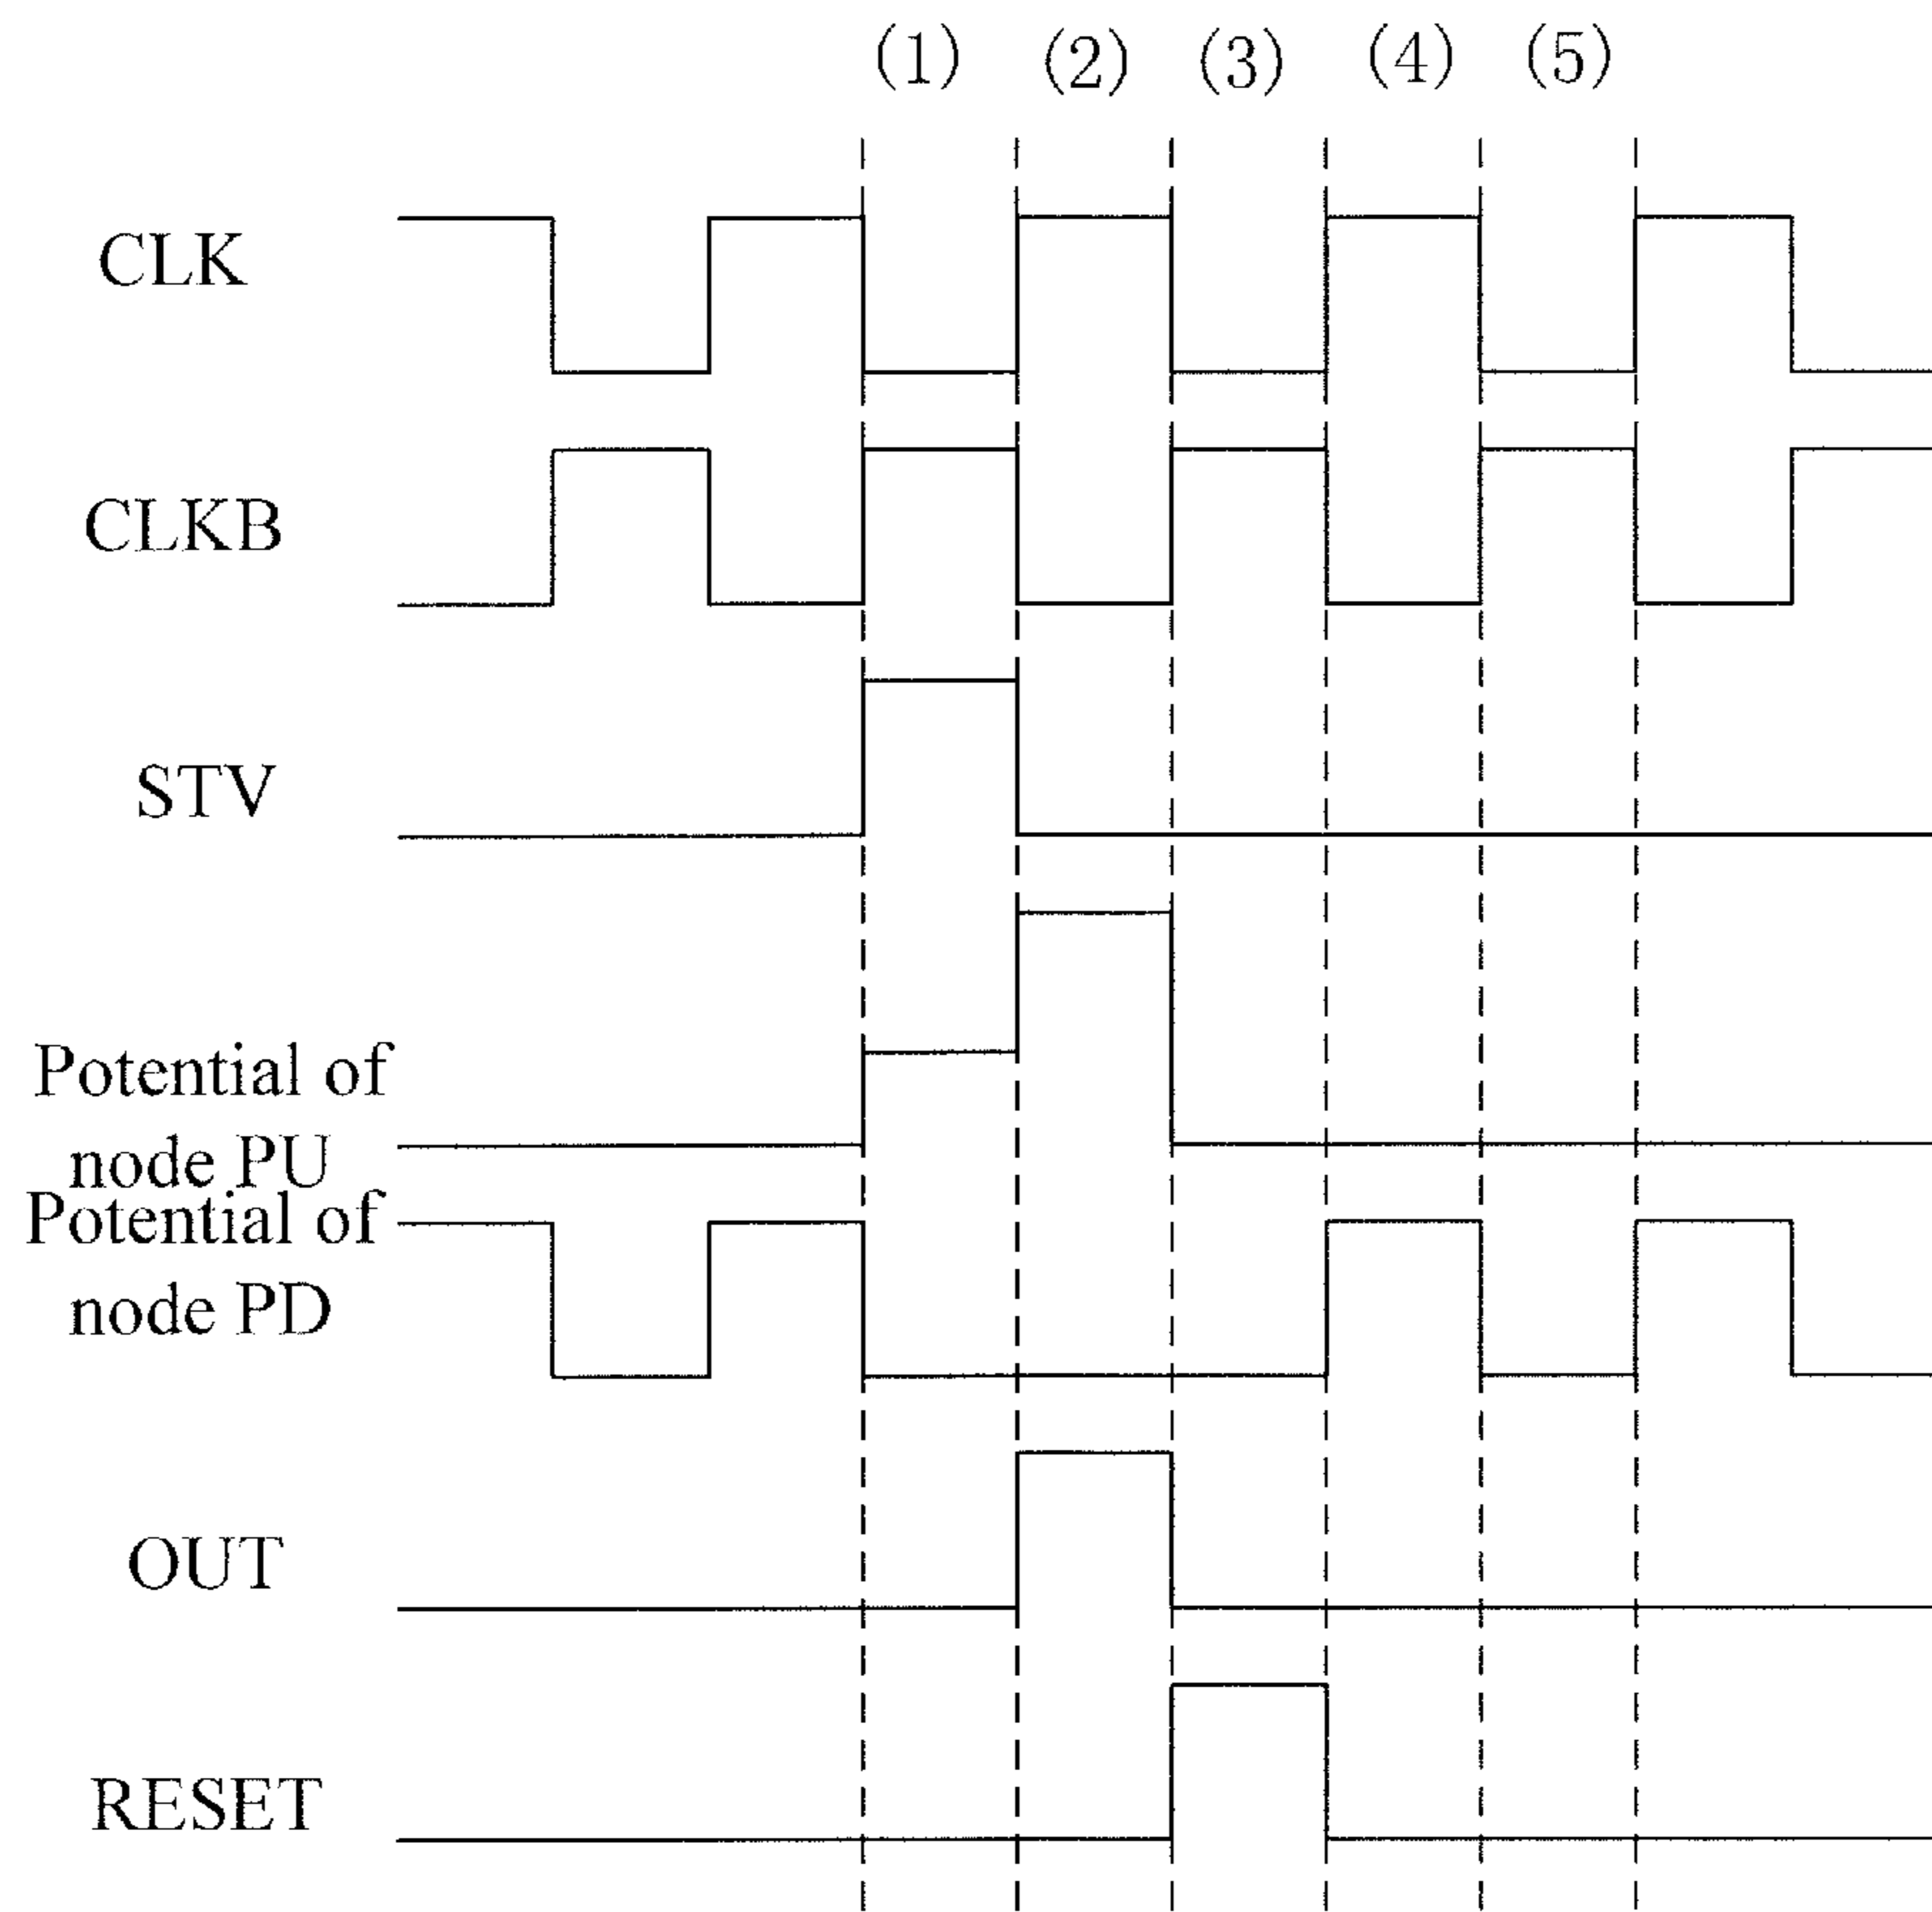 (1) (2) (3) (4) (5)
CLK
CLKB
STV
Potential of
node PU
Potential of
node PD
OUT
RESET